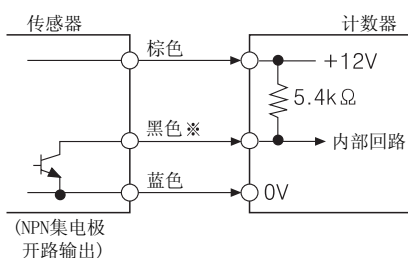 传感器
计数器
棕色
+12V
5.4kΩ
黑色※
内部回路
蓝色
0V
(NPN集电极
开路输出)